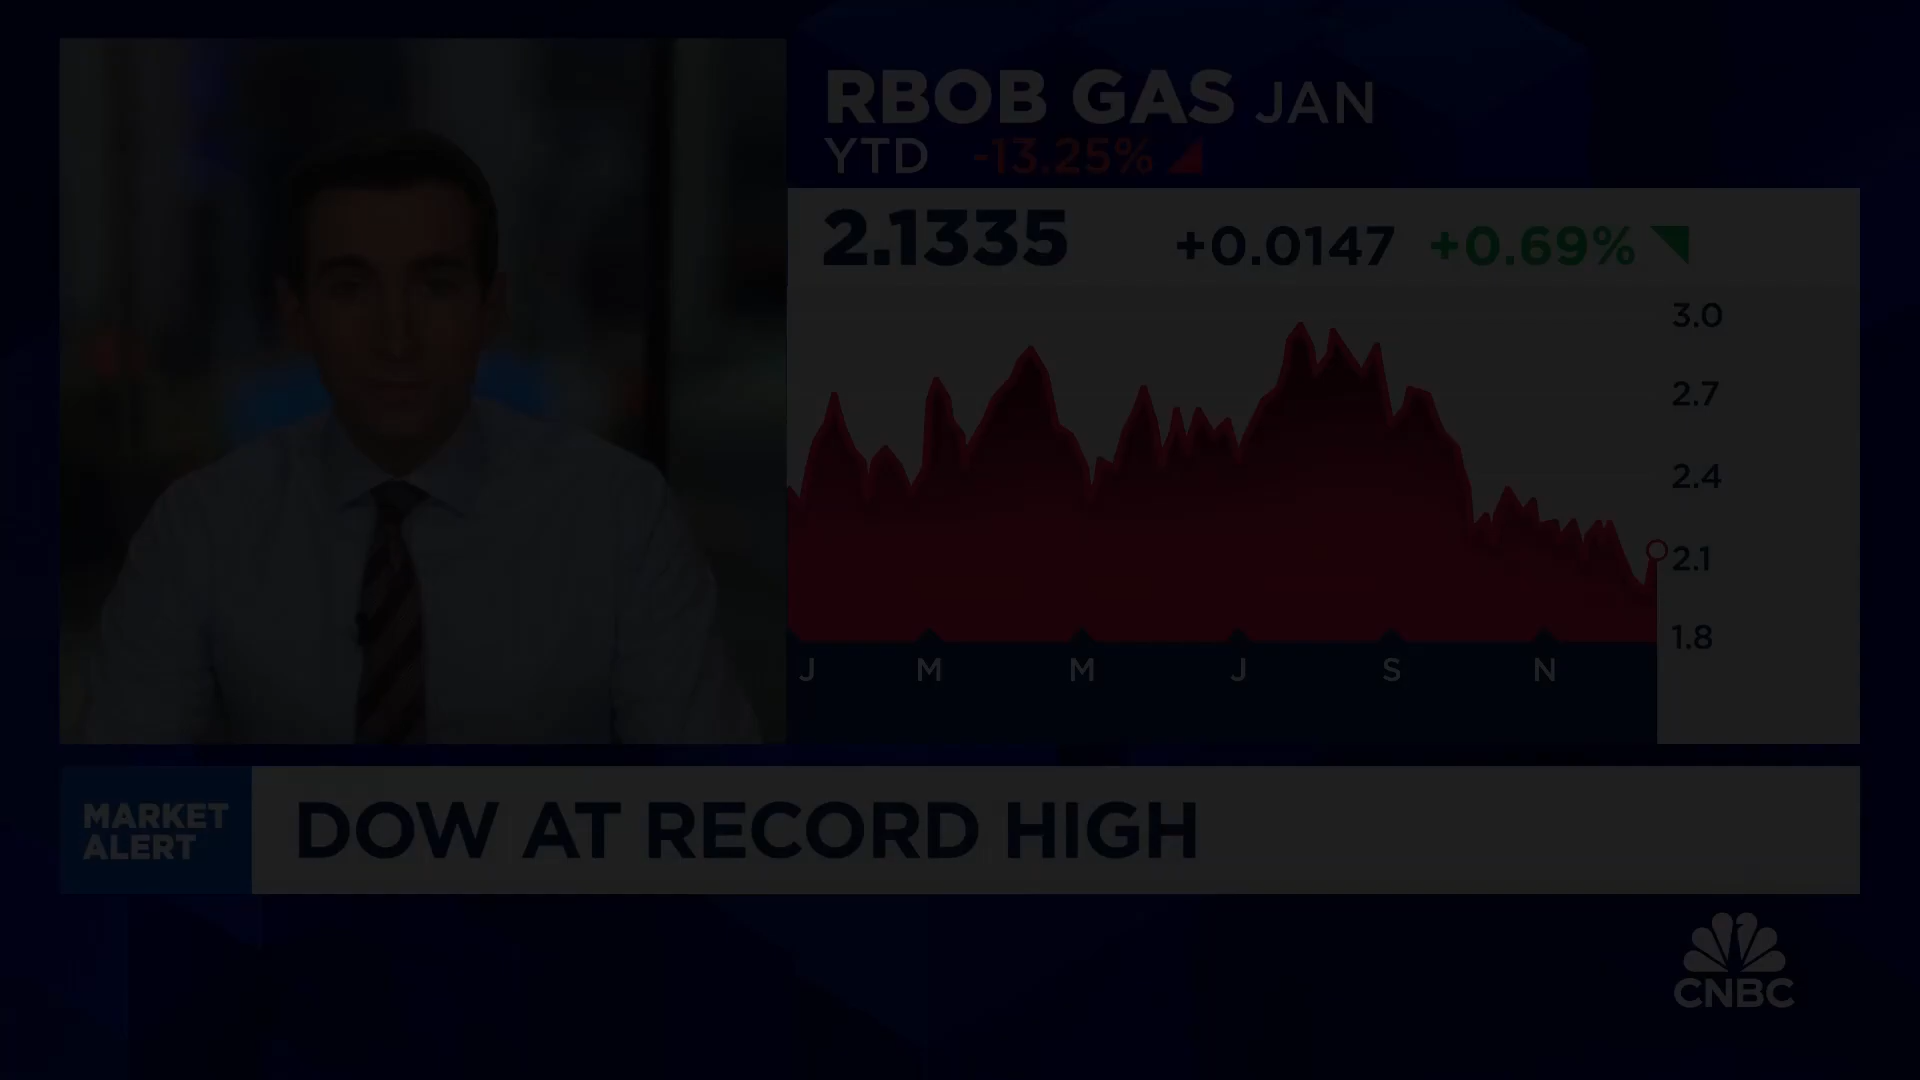 RBOB GAS JAN
YTD -13.25%
2.1335 +0.0147 +0.69%
3.0
2.7
2.4
2.1
1.8
J M M J S N
MARKET
ALERT
DOW AT RECORD HIGH
CNBC